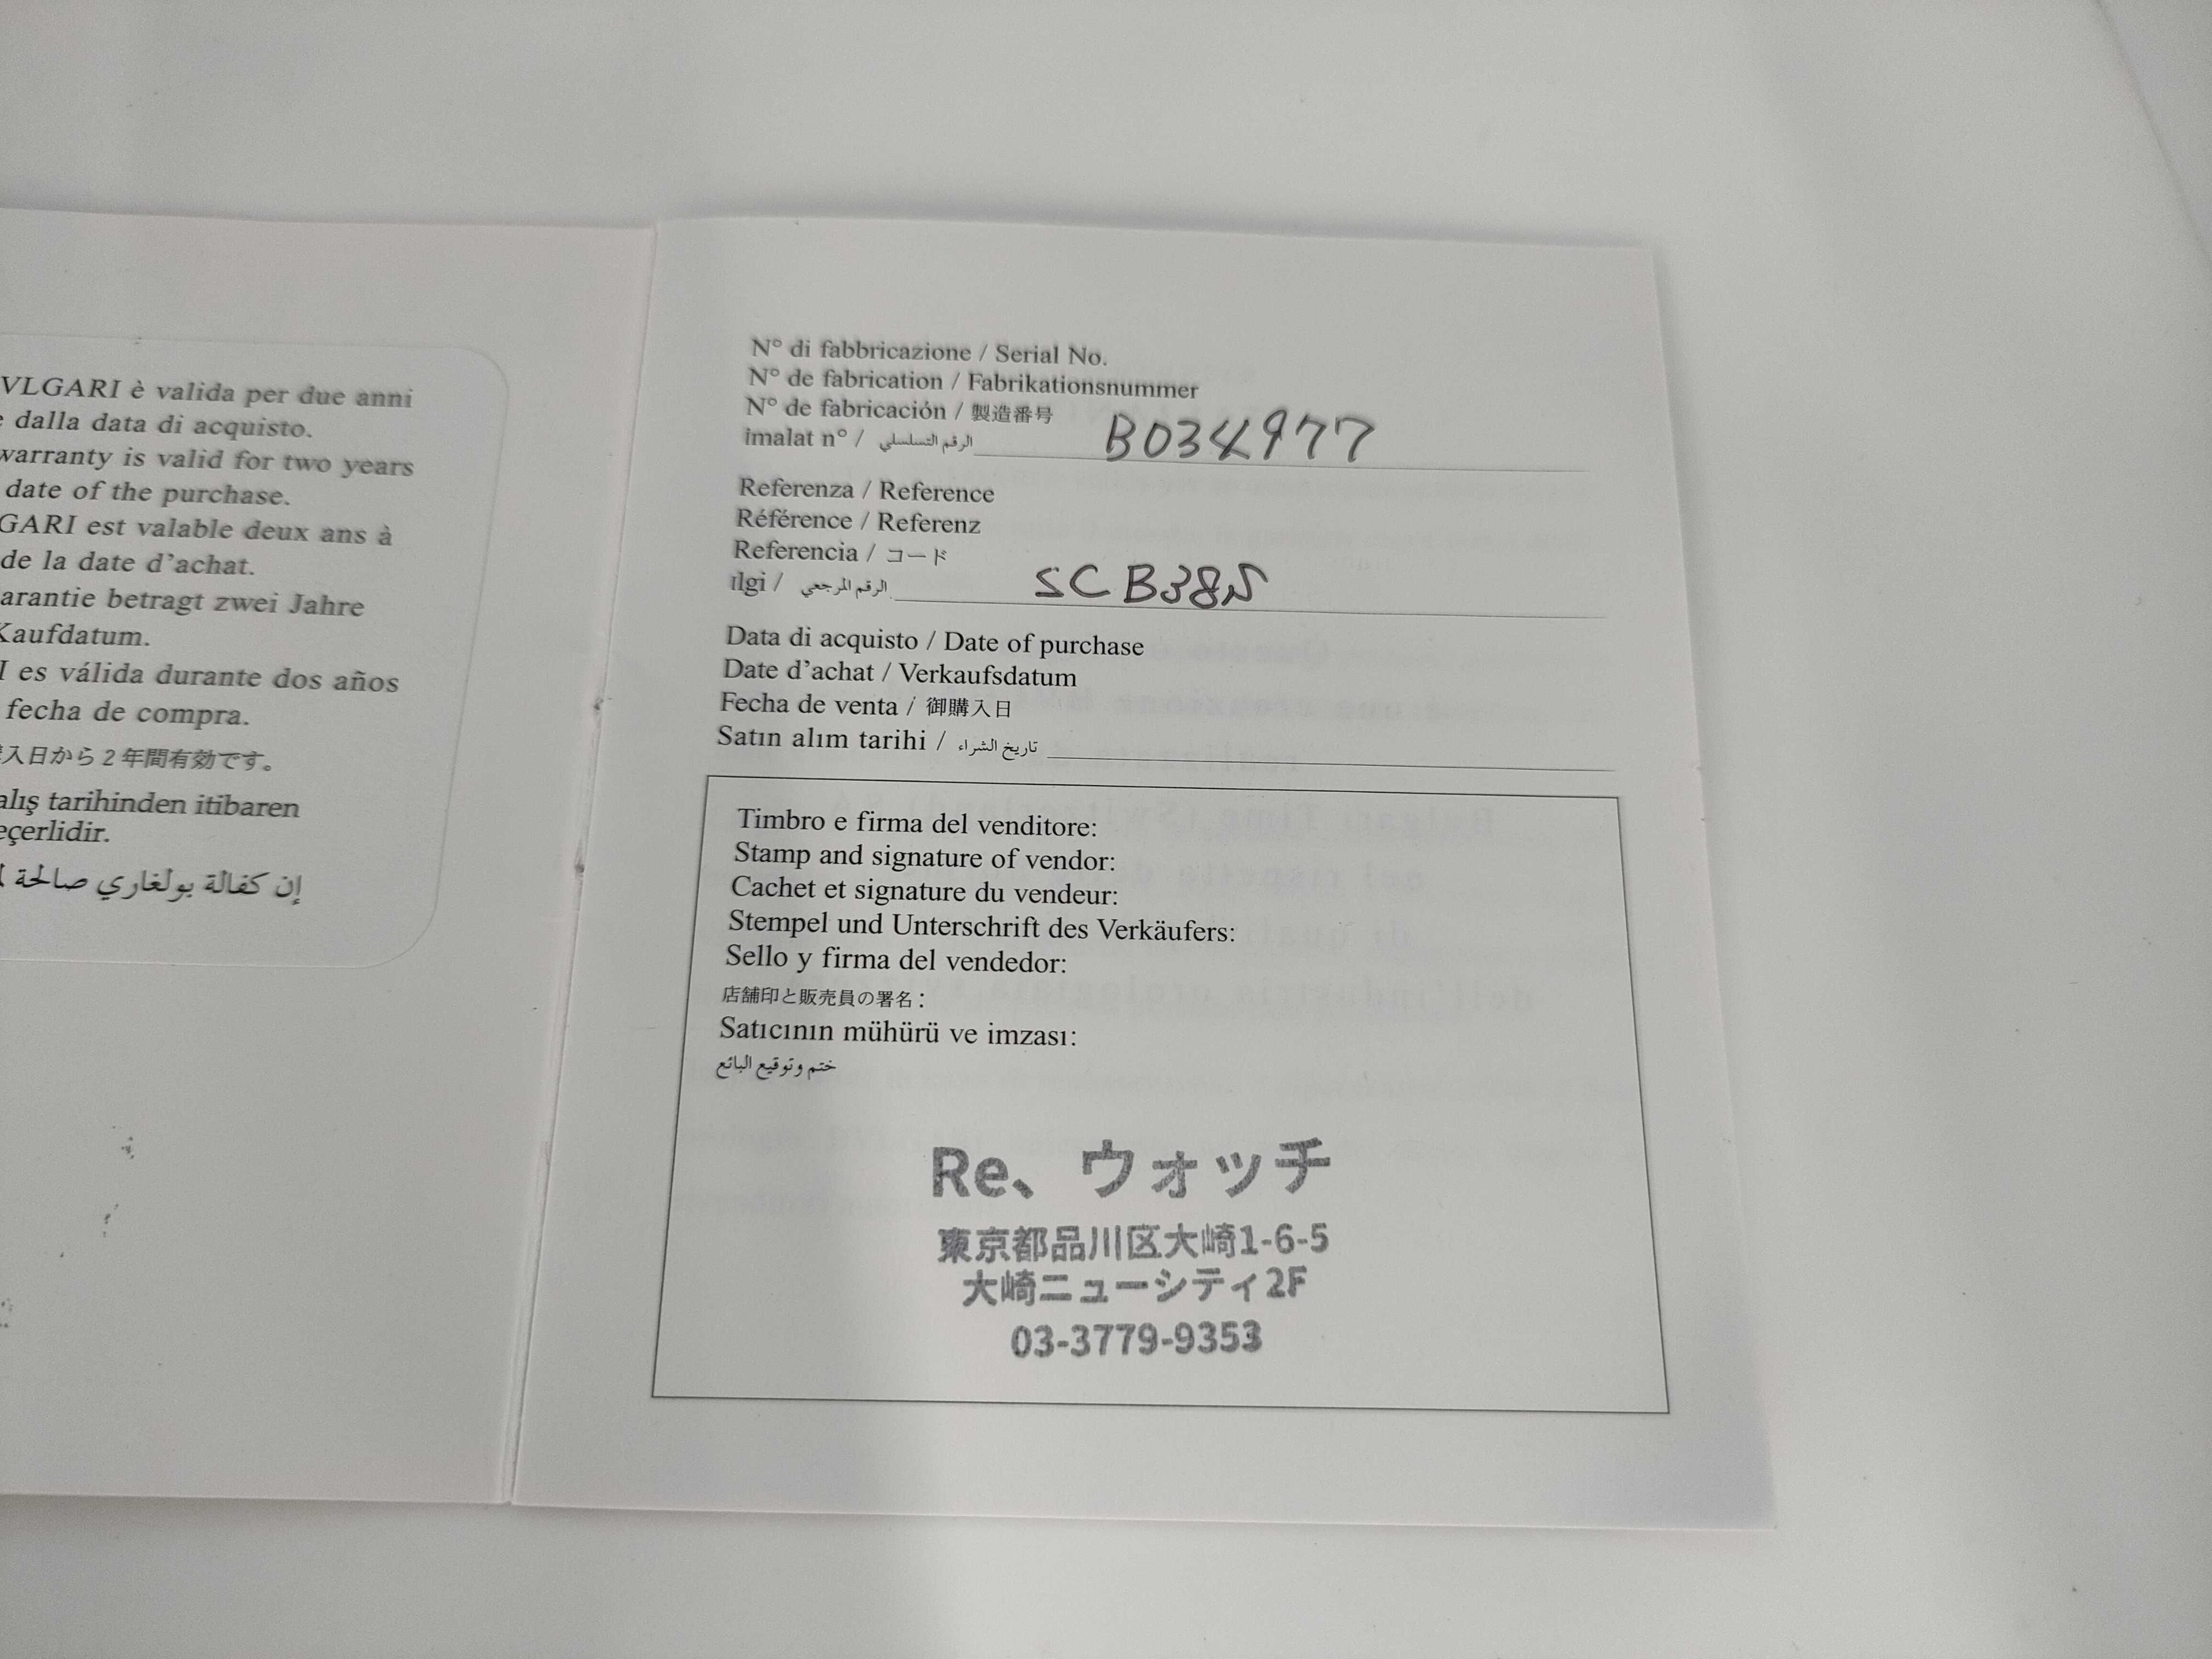 VLGARI è valida per due anni
dalla data di acquisto.
warranty is valid for two years
date of the purchase.
GARI est valable deux ans à
de la date d'achat.
arantie betragt zwei Jahre
Kaufdatum.
I es válida durante dos años
fecha de compra.
入日から2年間有効です。
alış tarihinden itibaren
eçerlidir.
إن كفالة بولغاري صالحة
N° di fabbricazione / Serial No.
N° de fabrication / Fabrikationsnummer
N° de fabricación / 製造番号
imalat n° / الرقم التسلسلي B034977
Referenza / Reference
Référence / Referenz
Referencia / コード
ılgi / الرقم المرجعي SCB38S
Data di acquisto / Date of purchase
Date d'achat / Verkaufsdatum
Fecha de venta / 御購入日
Satın alım tarihi / تاريخ الشراء
Timbro e firma del venditore:
Stamp and signature of vendor:
Cachet et signature du vendeur:
Stempel und Unterschrift des Verkäufers:
Sello y firma del vendedor:
店舗印と販売員の署名:
Satıcının mühürü ve imzası:
ختم وتوقيع البائع
Re、ウォッチ
東京都品川区大崎1-6-5
大崎ニューシティ2F
03-3779-9353